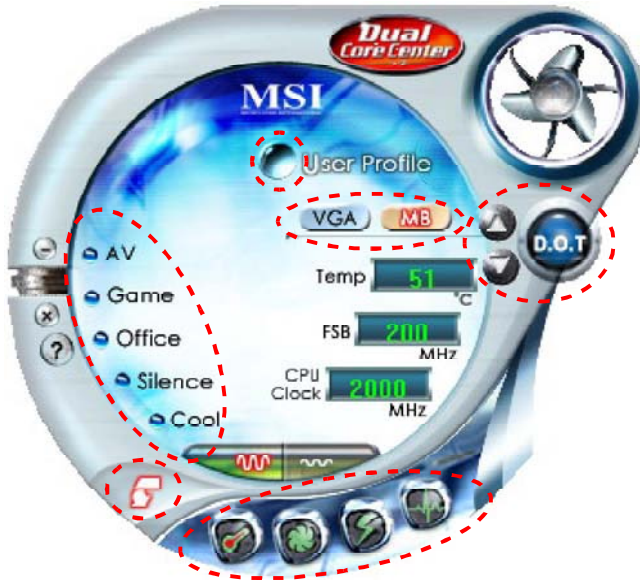 Dual
Core Center
MSI
User Profile
VGA MB
D.O.T
AV
Temp 51
°C
Game
FSB 200
MHz
Office
CPU
Clock 2000
MHz
Silence
Cool
?